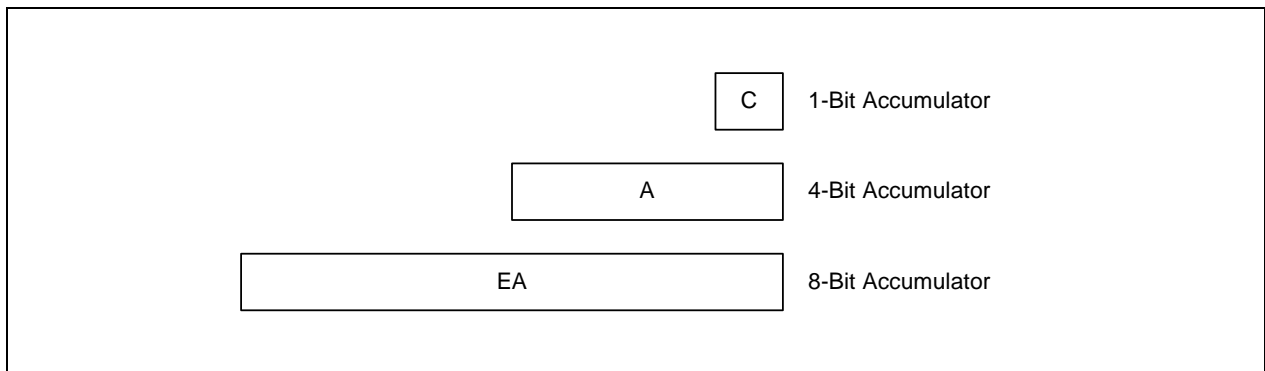 C 1-Bit Accumulator
A 4-Bit Accumulator
EA 8-Bit Accumulator